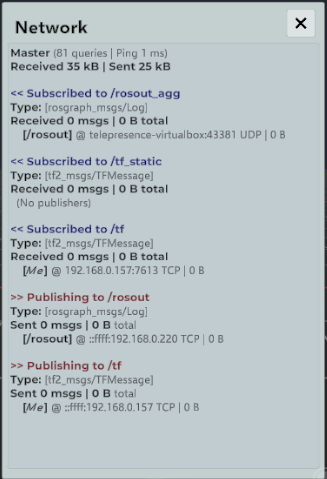 Network
Master (81 queries | Ping 1 ms)
Received 35 kB | Sent 25 kB
<< Subscribed to /rosout_agg
Type: [rosgraph_msgs/Log]
Received 0 msgs | 0 B total
[/rosout] @ telepresence-virtualbox:43381 UDP | 0 B
<< Subscribed to /tf_static
Type: [tf2_msgs/TFMessage]
Received 0 msgs | 0 B total
(No publishers)
<< Subscribed to /tf
Type: [tf2_msgs/TFMessage]
Received 0 msgs | 0 B total
[Me] @ 192.168.0.157:7613 TCP | 0 B
>> Publishing to /rosout
Type: [rosgraph_msgs/Log]
Sent 0 msgs | 0 B total
[/rosout] @ ::ffff:192.168.0.220 TCP | 0 B
>> Publishing to /tf
Type: [tf2_msgs/TFMessage]
Sent 0 msgs | 0 B total
[Me] @ ::ffff:192.168.0.157 TCP | 0 B